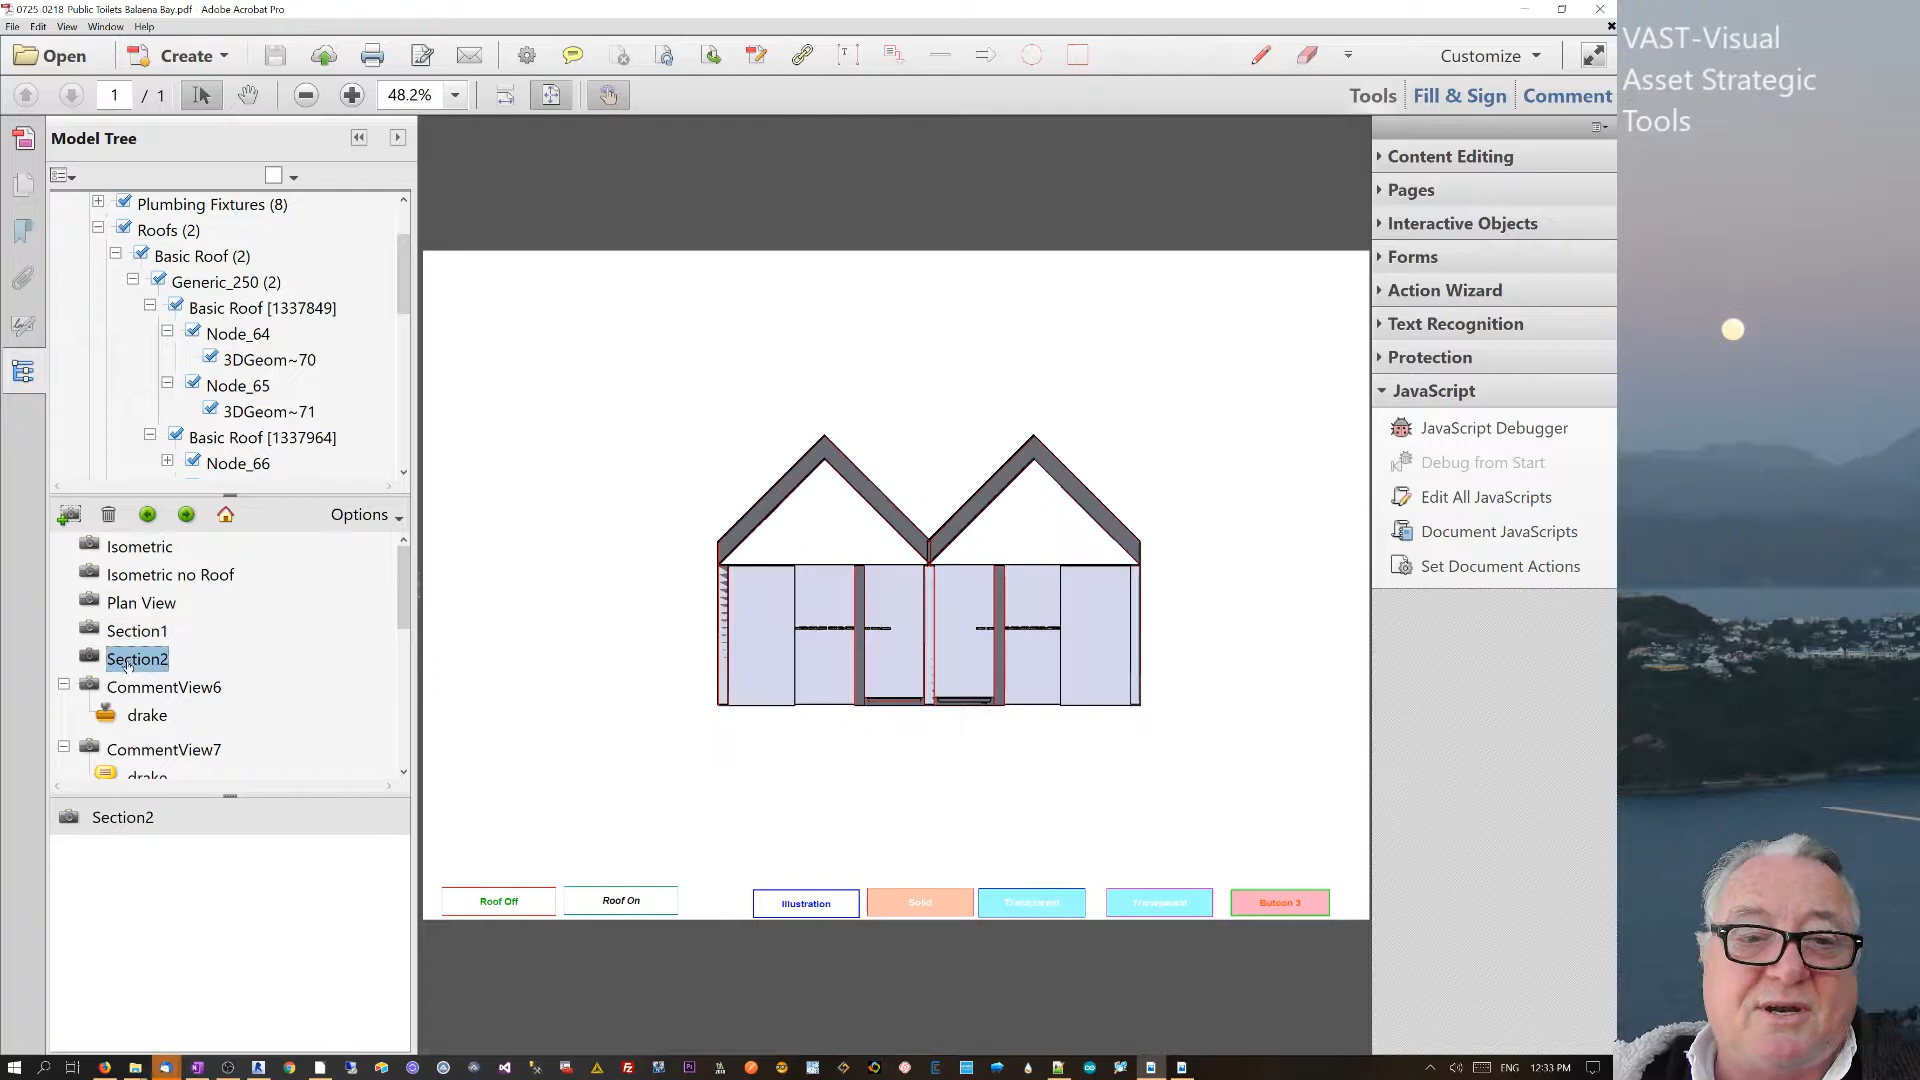 0725-0218-Public Toilets Balaena Bay.pdf - Adobe Acrobat Pro
File Edit View Window Help
Open Create Customize
1 / 1 48.2% Tools Fill & Sign Comment
Model Tree
Plumbing Fixtures (8)
Roofs (2)
Basic Roof (2)
Generic_250 (2)
Basic Roof [1337849]
Node_64
3DGeom~70
Node_65
3DGeom~71
Basic Roof [1337964]
Node_66
Options
Isometric
Isometric no Roof
Plan View
Section1
Section2
CommentView6
drake
CommentView7
drake
Section2
Roof Off
Roof On
Illustration
Solid
Transparent
Transparent
Butoon 3
Content Editing
Pages
Interactive Objects
Forms
Action Wizard
Text Recognition
Protection
JavaScript
JavaScript Debugger
Debug from Start
Edit All JavaScripts
Document JavaScripts
Set Document Actions
VAST-Visual
Asset Strategic
Tools
ENG 12:33 PM